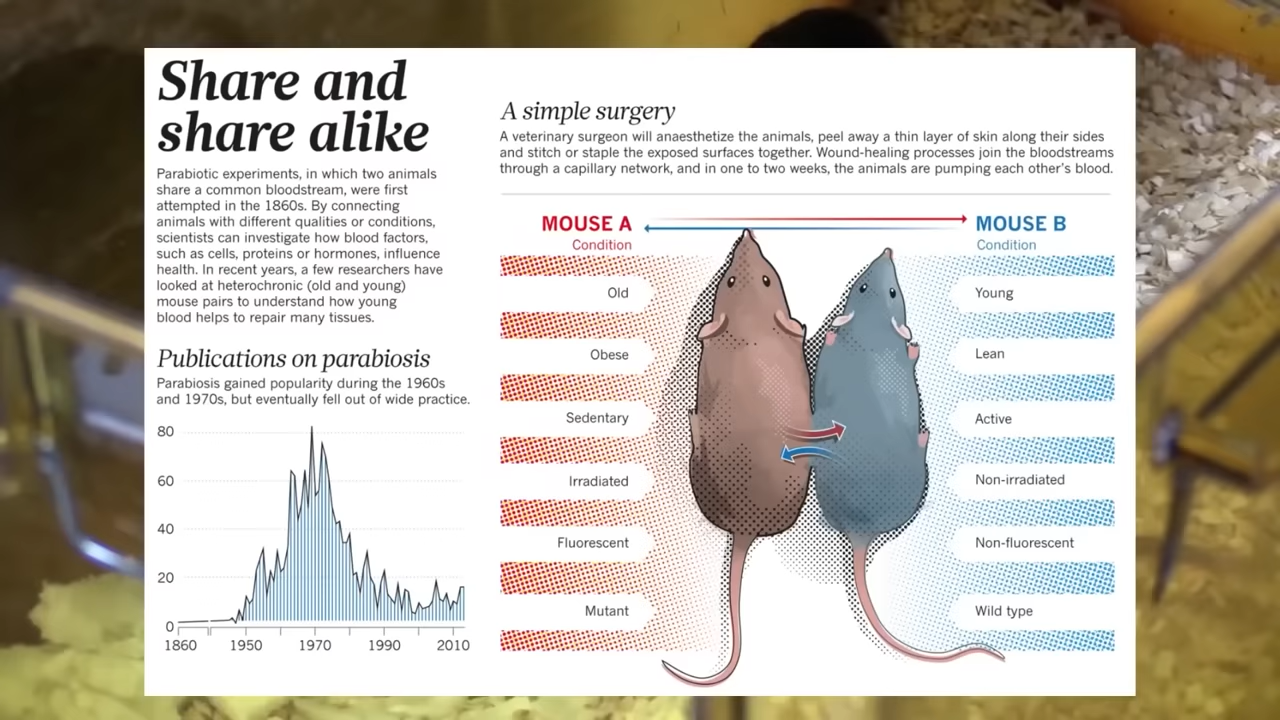 Share and
share alike
Parabiotic experiments, in which two animals
share a common bloodstream, were first
attempted in the 1860s. By connecting
animals with different qualities or conditions,
scientists can investigate how blood factors,
such as cells, proteins or hormones, influence
health. In recent years, a few researchers have
looked at heterochronic (old and young)
mouse pairs to understand how young
blood helps to repair many tissues.
Publications on parabiosis
Parabiosis gained popularity during the 1960s
and 1970s, but eventually fell out of wide practice.
80
60
40
20
0
1860 1950 1970 1990 2010
A simple surgery
A veterinary surgeon will anaesthetize the animals, peel away a thin layer of skin along their sides
and stitch or staple the exposed surfaces together. Wound-healing processes join the bloodstreams
through a capillary network, and in one to two weeks, the animals are pumping each other’s blood.
MOUSE A MOUSE B
Condition Condition
Old Young
Obese Lean
Sedentary Active
Irradiated Non-irradiated
Fluorescent Non-fluorescent
Mutant Wild type